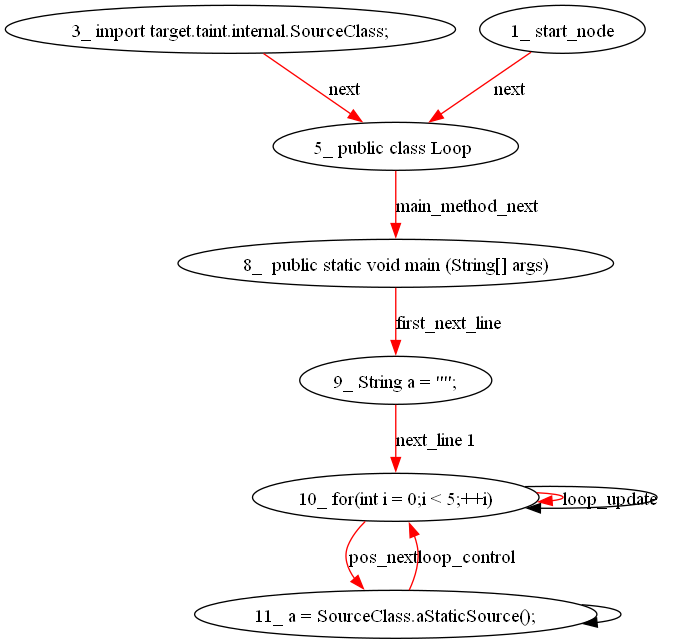 3_ import target.taint.internal.SourceClass;
1_ start_node
next
next
5_ public class Loop
main_method_next
8_  public static void main (String[] args)
first_next_line
9_ String a = "";
next_line 1
10_ for(int i = 0;i < 5;++i)
loop_update
pos_next
loop_control
11_ a = SourceClass.aStaticSource();